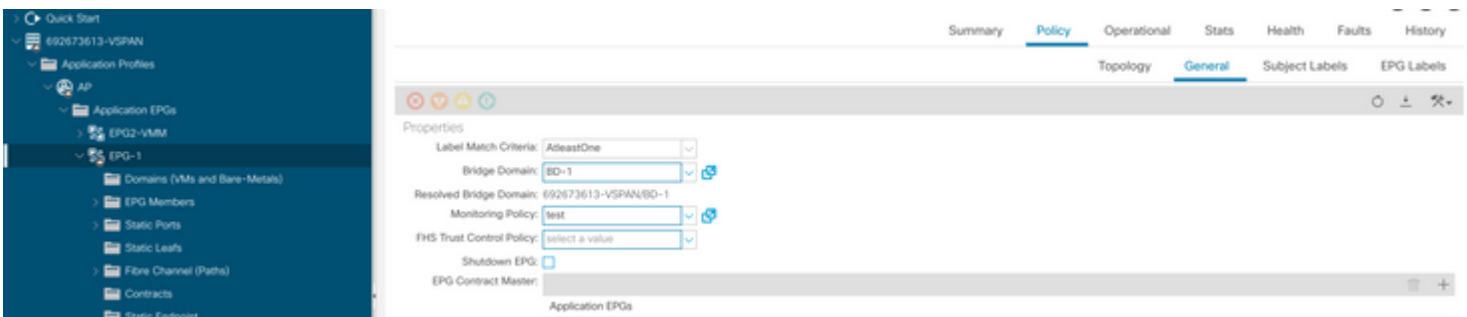 Quick Start
692673613-VSPAN
Application Profiles
AP
Application EPGs
EPG2-VMM
EPG-1
Domains (VMs and Bare-Metals)
EPG Members
Static Ports
Static Leafs
Fibre Channel (Paths)
Contracts
Static Endpoint
Summary Policy Operational Stats Health Faults History
Topology General Subject Labels EPG Labels
Properties
Label Match Criteria: AtleastOne
Bridge Domain: BD-1
Resolved Bridge Domain: 692673613-VSPAN/BD-1
Monitoring Policy: test
FHS Trust Control Policy: select a value
Shutdown EPG:
EPG Contract Master:
Application EPGs